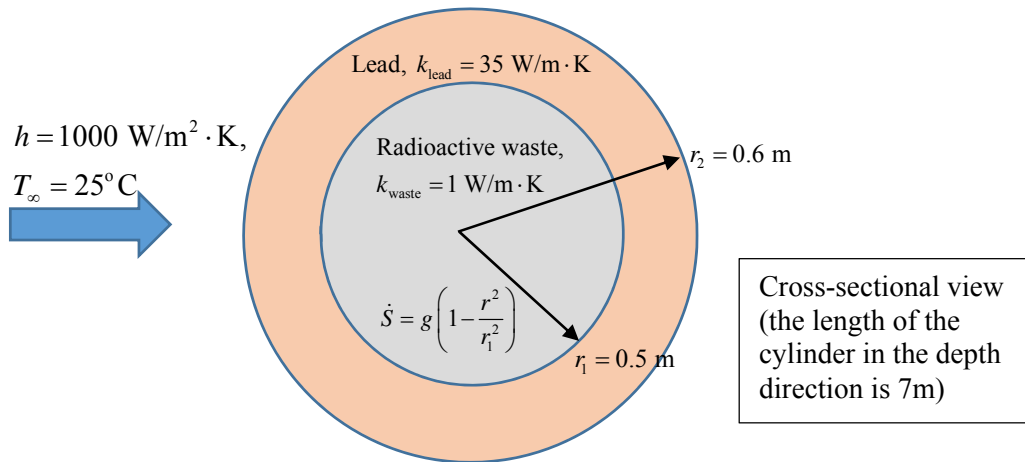 Lead, k_lead = 35 W/m·K
h = 1000 W/m²·K,
T∞ = 25°C
Radioactive waste,
k_waste = 1 W/m·K
r₂ = 0.6 m
Ṡ = g(1 − r²/r₁²)
r₁ = 0.5 m
Cross-sectional view
(the length of the
cylinder in the depth
direction is 7m)